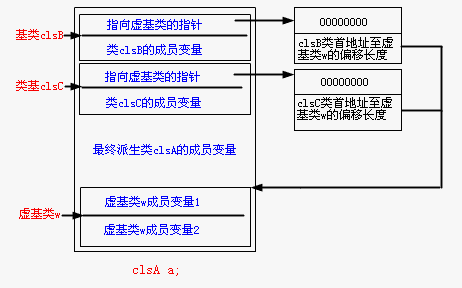 基类clsB
指向虚基类的指针
类clsB的成员变量
00000000
clsB类首地址至虚
基类w的偏移长度
类基clsC
指向虚基类的指针
类clsC的成员变量
00000000
clsC类首地址至虚
基类w的偏移长度
最终派生类clsA的成员变量
虚基类w
虚基类w成员变量1
虚基类w成员变量2
clsA a;